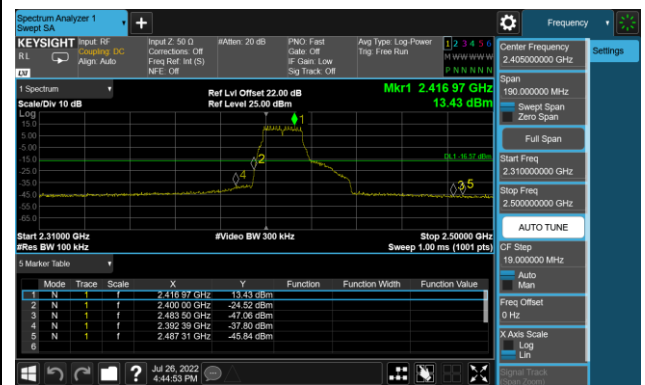 Spectrum Analyzer 1
Swept SA
Frequency
KEYSIGHT Input: RF Input Z: 50 Ω #Atten: 20 dB PNO: Fast Avg Type: Log-Power 1 2 3 4 5 6
RL Coupling: DC Corrections: Off Gate: Off Trig: Free Run M W W W W W
Align: Auto Freq Ref: Int (S) IF Gain: Low
NFE: Off Sig Track: Off P N N N N N
LXI
1 Spectrum
Ref Lvl Offset 22.00 dB Mkr1 2.416 97 GHz
Scale/Div 10 dB Ref Level 25.00 dBm 13.43 dBm
Log
15.0
5.00
-5.00
-15.0
-25.0
-35.0
-45.0
-55.0
-65.0
1
2
4
3
5
DL1 -16.57 dBm
Start 2.31000 GHz #Video BW 300 kHz Stop 2.50000 GHz
#Res BW 100 kHz Sweep 1.00 ms (1001 pts)
5 Marker Table
Mode Trace Scale X Y Function Function Width Function Value
1 N 1 f 2.416 97 GHz 13.43 dBm
2 N 1 f 2.400 00 GHz -24.52 dBm
3 N 1 f 2.483 50 GHz -47.06 dBm
4 N 1 f 2.392 39 GHz -37.80 dBm
5 N 1 f 2.487 31 GHz -45.84 dBm
6
?
Jul 26, 2022
4:44:53 PM
Center Frequency
2.405000000 GHz
Settings
Span
190.000000 MHz
Swept Span
Zero Span
Full Span
Start Freq
2.310000000 GHz
Stop Freq
2.500000000 GHz
AUTO TUNE
CF Step
19.000000 MHz
Auto
Man
Freq Offset
0 Hz
X Axis Scale
Log
Lin
Signal Track
(Span Zoom)